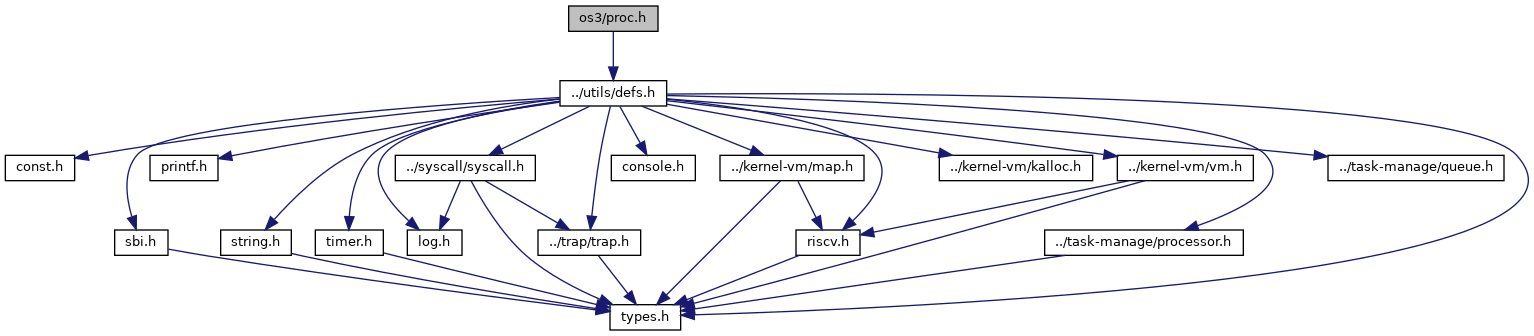 os3/proc.h
../utils/defs.h
const.h
printf.h
../syscall/syscall.h
console.h
../kernel-vm/map.h
../kernel-vm/kalloc.h
../kernel-vm/vm.h
../task-manage/queue.h
sbi.h
string.h
timer.h
log.h
../trap/trap.h
riscv.h
../task-manage/processor.h
types.h